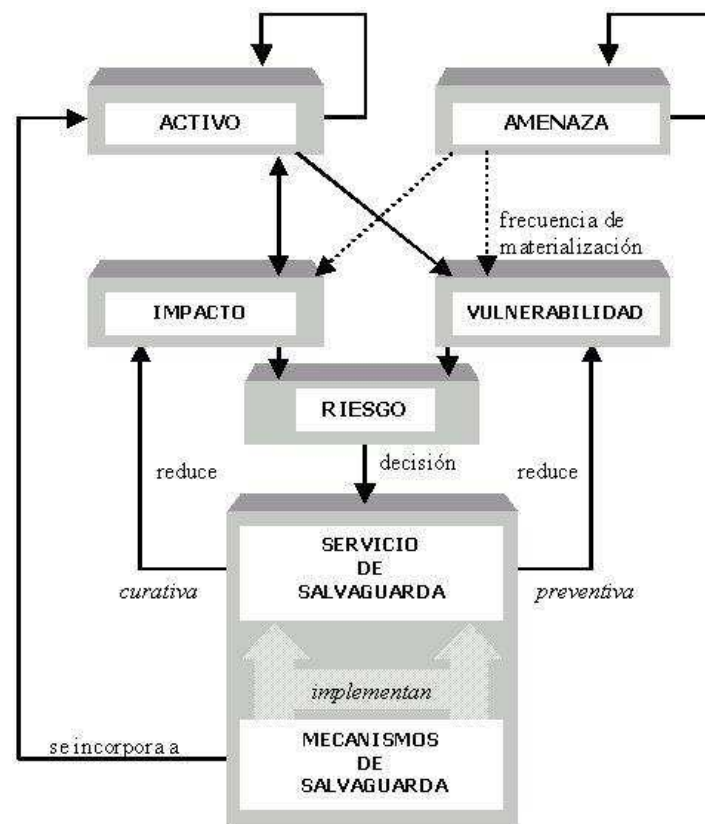 ACTIVO
AMENAZA
frecuencia de
materialización
IMPACTO
VULNERABILIDAD
RIESGO
decisión
reduce
reduce
SERVICIO
DE
SALVAGUARDA
curativa
preventiva
implementan
MECANISMOS
DE
SALVAGUARDA
se incorpora a